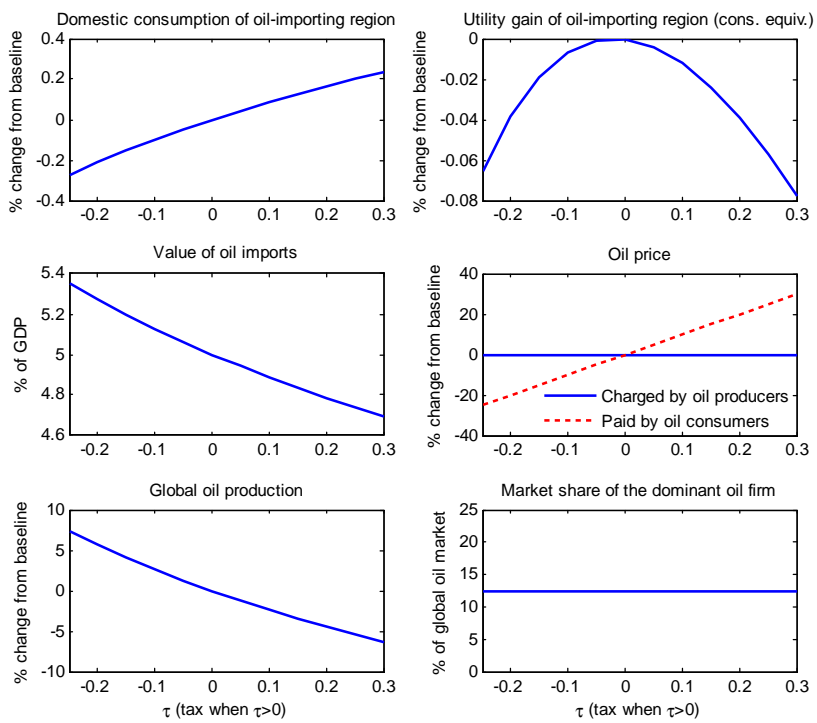 Domestic consumption of oil-importing region
% change from baseline
0.4
0.2
0
-0.2
-0.4
-0.2 -0.1 0 0.1 0.2 0.3
Utility gain of oil-importing region (cons. equiv.)
% change from baseline
0
-0.02
-0.04
-0.06
-0.08
-0.2 -0.1 0 0.1 0.2 0.3
Value of oil imports
% of GDP
5.4
5.2
5
4.8
4.6
-0.2 -0.1 0 0.1 0.2 0.3
Oil price
% change from baseline
40
20
0
-20
-40
Charged by oil producers
Paid by oil consumers
-0.2 -0.1 0 0.1 0.2 0.3
Global oil production
% change from baseline
10
5
0
-5
-10
-0.2 -0.1 0 0.1 0.2 0.3
τ (tax when τ>0)
Market share of the dominant oil firm
% of global oil market
25
20
15
10
5
0
-0.2 -0.1 0 0.1 0.2 0.3
τ (tax when τ>0)